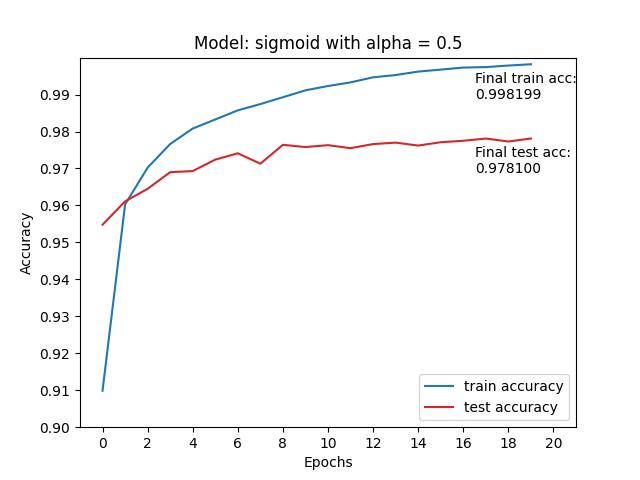 Model: sigmoid with alpha = 0.5
Final train acc:
0.998199
Final test acc:
0.978100
0.99
0.98
0.97
0.96
0.95
0.94
0.93
0.92
0.91
0.90
Accuracy
train accuracy
test accuracy
0 2 4 6 8 10 12 14 16 18 20
Epochs